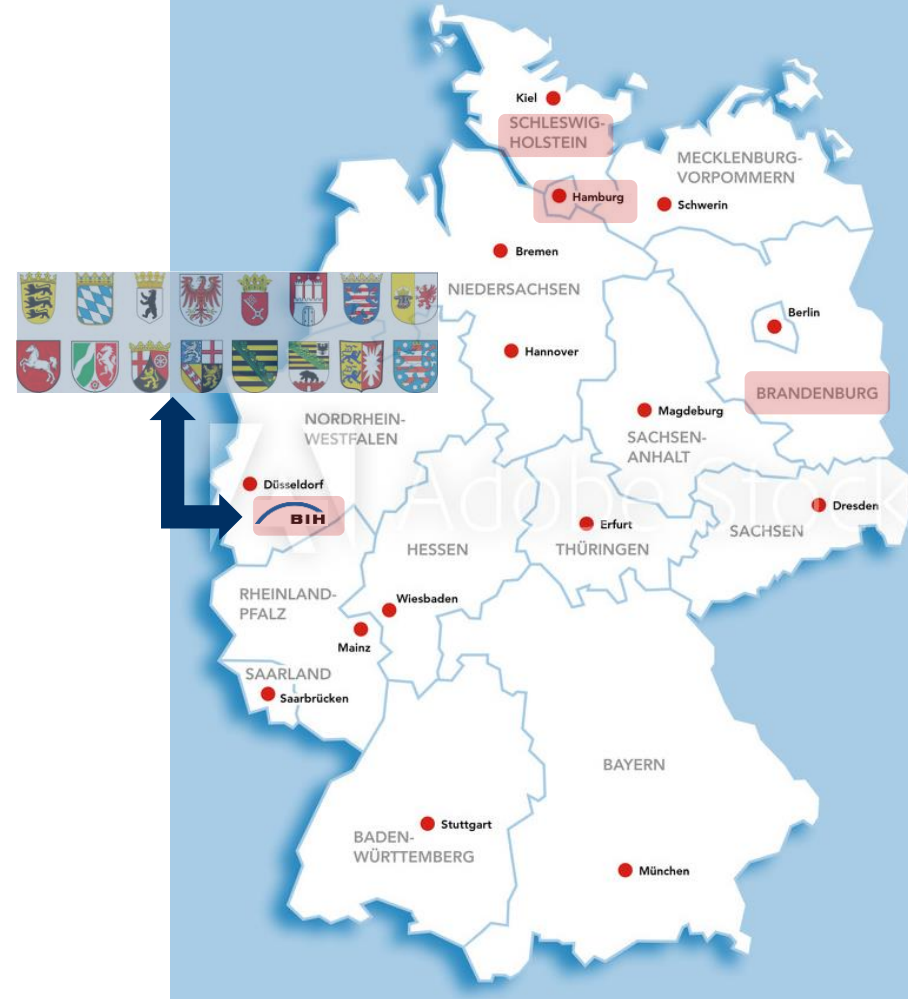 Kiel
SCHLESWIG-
HOLSTEIN
MECKLENBURG-
VORPOMMERN
Hamburg
Schwerin
Bremen
NIEDERSACHSEN
Berlin
Hannover
BRANDENBURG
Magdeburg
NORDRHEIN-
WESTFALEN
SACHSEN-
ANHALT
Düsseldorf
BIH
Adobe Stock
Dresden
Erfurt
SACHSEN
HESSEN
THÜRINGEN
RHEINLAND-
PFALZ
Wiesbaden
Mainz
SAARLAND
Saarbrücken
BAYERN
Stuttgart
BADEN-
WÜRTTEMBERG
München